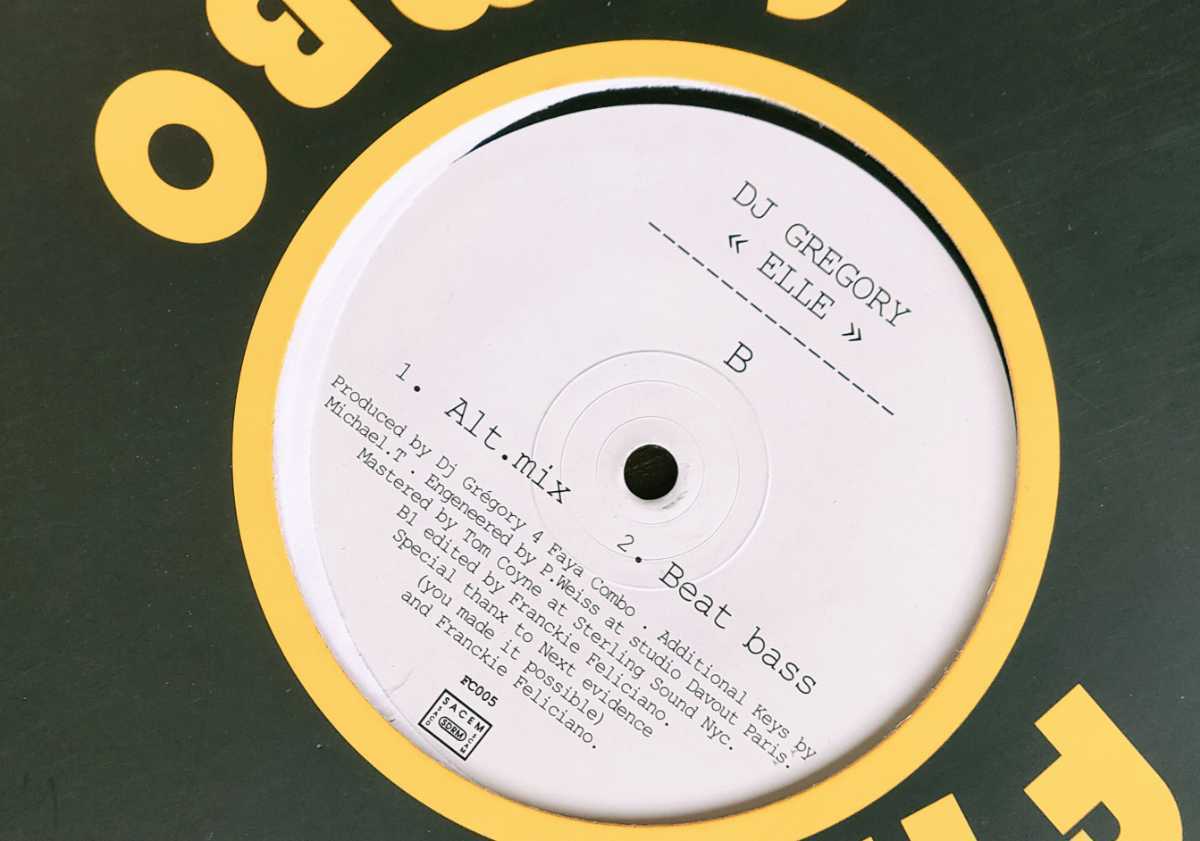 DJ GREGORY
« ELLE »
----------------
B
1. Alt.mix
2. Beat bass
Produced by Dj Grégory 4 Faya Combo . Additional Keys by
Michael.T . Engeneered by P.Weiss at studio Davout Paris.
Mastered by Tom Coyne at Sterling Sound Nyc.
B1 edited by Franckie Feliciano.
Special thanx to Next evidence
(you made it possible)
and Franckie Feliciano.
FC005
SACEM
SACD
SDRM
SCAM